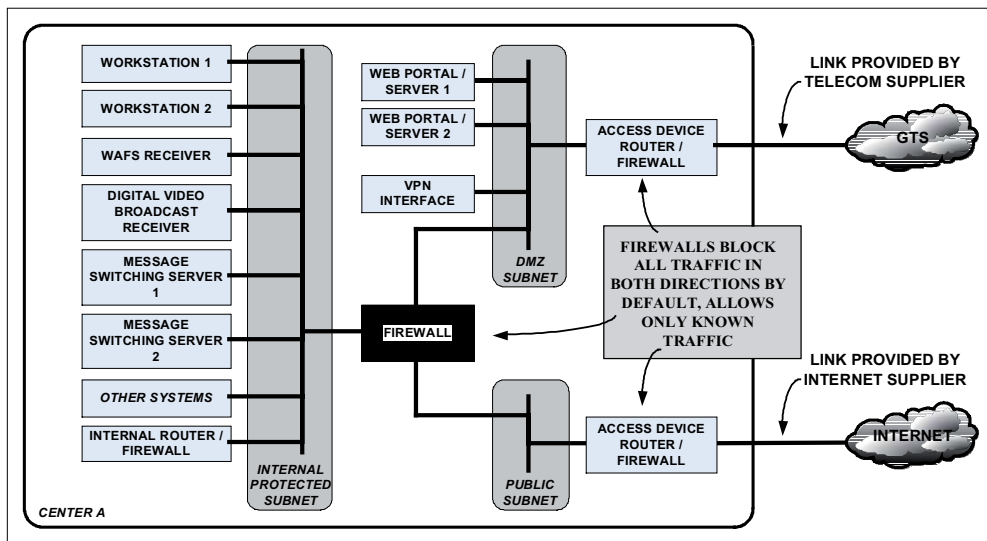 WORKSTATION 1
WORKSTATION 2
WAFS RECEIVER
DIGITAL VIDEO
BROADCAST
RECEIVER
MESSAGE
SWITCHING SERVER
1
MESSAGE
SWITCHING SERVER
2
OTHER SYSTEMS
INTERNAL ROUTER /
FIREWALL
INTERNAL
PROTECTED
SUBNET
CENTER A
WEB PORTAL /
SERVER 1
WEB PORTAL /
SERVER 2
VPN
INTERFACE
DMZ
SUBNET
FIREWALL
PUBLIC
SUBNET
ACCESS DEVICE
ROUTER /
FIREWALL
FIREWALLS BLOCK
ALL TRAFFIC IN
BOTH DIRECTIONS BY
DEFAULT, ALLOWS
ONLY KNOWN
TRAFFIC
ACCESS DEVICE
ROUTER /
FIREWALL
LINK PROVIDED BY
TELECOM SUPPLIER
GTS
LINK PROVIDED BY
INTERNET SUPPLIER
INTERNET